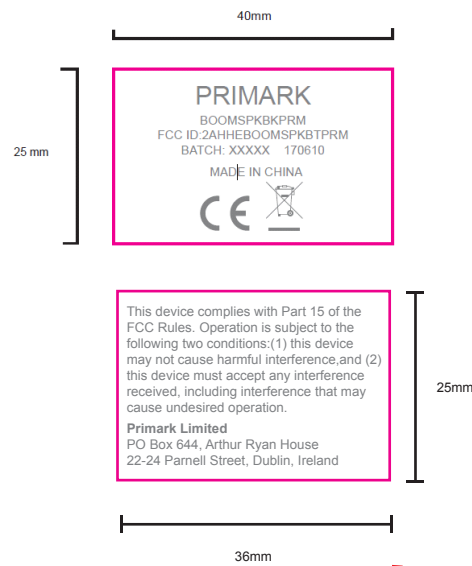 40mm
25 mm
PRIMARK
BOOMSPKBKPRM
FCC ID:2AHHEBOOMSPKBTPRM
BATCH: XXXXX 170610
MADE IN CHINA
CE
This device complies with Part 15 of the
FCC Rules. Operation is subject to the
following two conditions:(1) this device
may not cause harmful interference,and (2)
this device must accept any interference
received, including interference that may
cause undesired operation.
Primark Limited
PO Box 644, Arthur Ryan House
22-24 Parnell Street, Dublin, Ireland
25mm
36mm